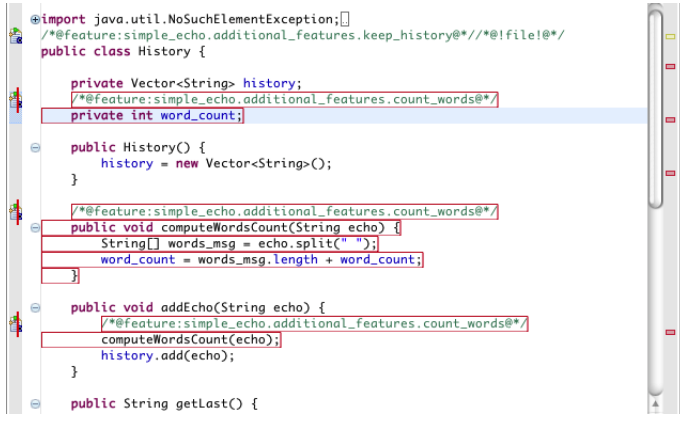 import java.util.NoSuchElementException;
/*@feature:simple_echo.additional_features.keep_history@*//*@!file!@*/
public class History {
private Vector<String> history;
/*@feature:simple_echo.additional_features.count_words@*/
private int word_count;
public History() {
history = new Vector<String>();
}
/*@feature:simple_echo.additional_features.count_words@*/
public void computeWordsCount(String echo) {
String[] words_msg = echo.split(" ");
word_count = words_msg.length + word_count;
}
public void addEcho(String echo) {
/*@feature:simple_echo.additional_features.count_words@*/
computeWordsCount(echo);
history.add(echo);
}
public String getLast() {